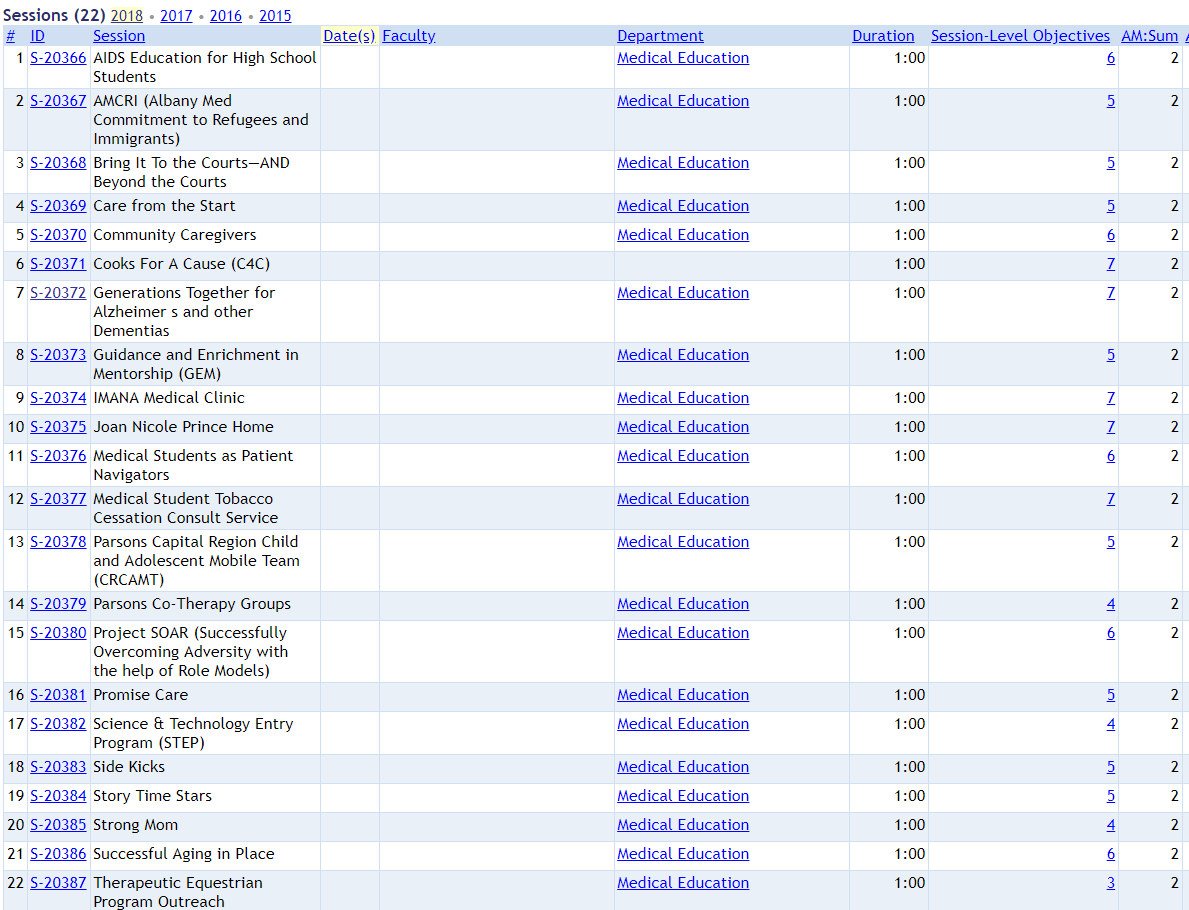 Sessions (22) 2018 • 2017 • 2016 • 2015
# ID Session Date(s) Faculty Department Duration Session-Level Objectives AM:Sum
1 S-20366 AIDS Education for High School Medical Education 1:00 6 2
Students
2 S-20367 AMCRI (Albany Med Medical Education 1:00 5 2
Commitment to Refugees and
Immigrants)
3 S-20368 Bring It To the Courts—AND Medical Education 1:00 5 2
Beyond the Courts
4 S-20369 Care from the Start Medical Education 1:00 5 2
5 S-20370 Community Caregivers Medical Education 1:00 6 2
6 S-20371 Cooks For A Cause (C4C) 1:00 7 2
7 S-20372 Generations Together for Medical Education 1:00 7 2
Alzheimer s and other
Dementias
8 S-20373 Guidance and Enrichment in Medical Education 1:00 5 2
Mentorship (GEM)
9 S-20374 IMANA Medical Clinic Medical Education 1:00 7 2
10 S-20375 Joan Nicole Prince Home Medical Education 1:00 7 2
11 S-20376 Medical Students as Patient Medical Education 1:00 6 2
Navigators
12 S-20377 Medical Student Tobacco Medical Education 1:00 7 2
Cessation Consult Service
13 S-20378 Parsons Capital Region Child Medical Education 1:00 5 2
and Adolescent Mobile Team
(CRCAMT)
14 S-20379 Parsons Co-Therapy Groups Medical Education 1:00 4 2
15 S-20380 Project SOAR (Successfully Medical Education 1:00 6 2
Overcoming Adversity with
the help of Role Models)
16 S-20381 Promise Care Medical Education 1:00 5 2
17 S-20382 Science & Technology Entry Medical Education 1:00 4 2
Program (STEP)
18 S-20383 Side Kicks Medical Education 1:00 5 2
19 S-20384 Story Time Stars Medical Education 1:00 5 2
20 S-20385 Strong Mom Medical Education 1:00 4 2
21 S-20386 Successful Aging in Place Medical Education 1:00 6 2
22 S-20387 Therapeutic Equestrian Medical Education 1:00 3 2
Program Outreach